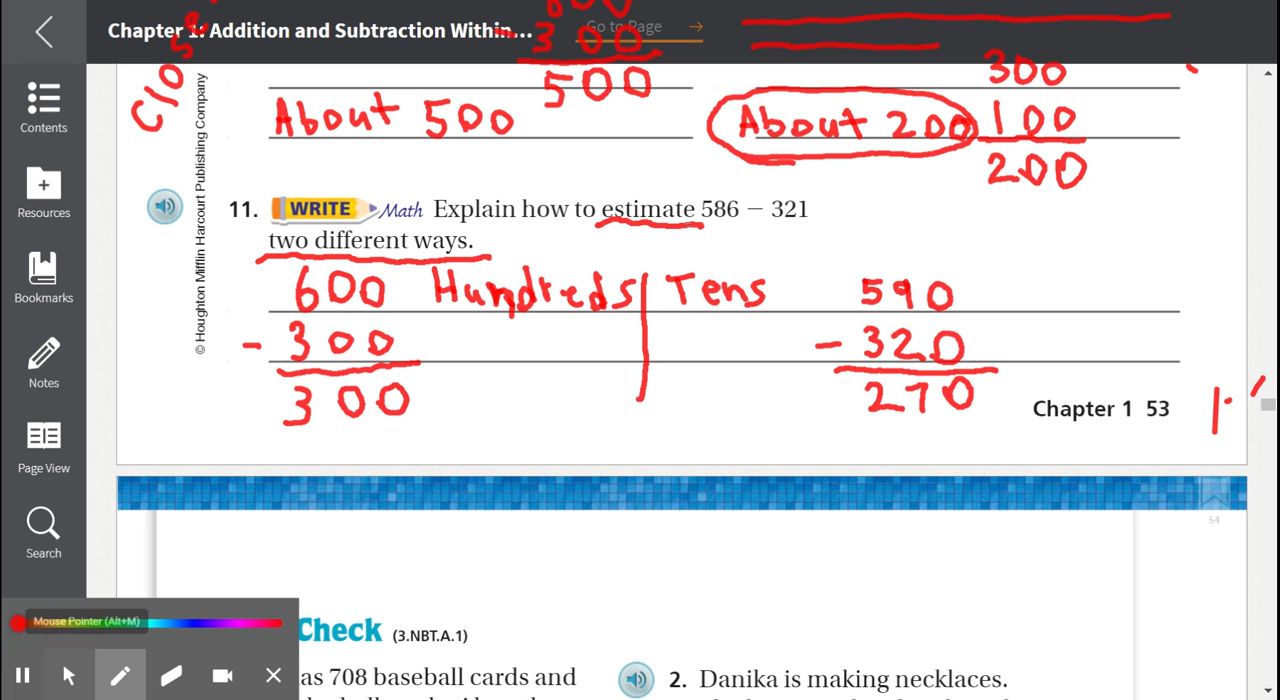 Chapter 1: Addition and Subtraction Within...
Go to Page
Contents
Resources
Bookmarks
Notes
Page View
Search
© Houghton Mifflin Harcourt Publishing Company
300
500
About 500
300
100
200
About 200
11. WRITE Math Explain how to estimate 586 − 321
two different ways.
600 Hundreds Tens 590
- 300 - 320
300 270
Chapter 1 53
54
Check (3.NBT.A.1)
as 708 baseball cards and
2. Danika is making necklaces.
Mouse Pointer (Alt+M)